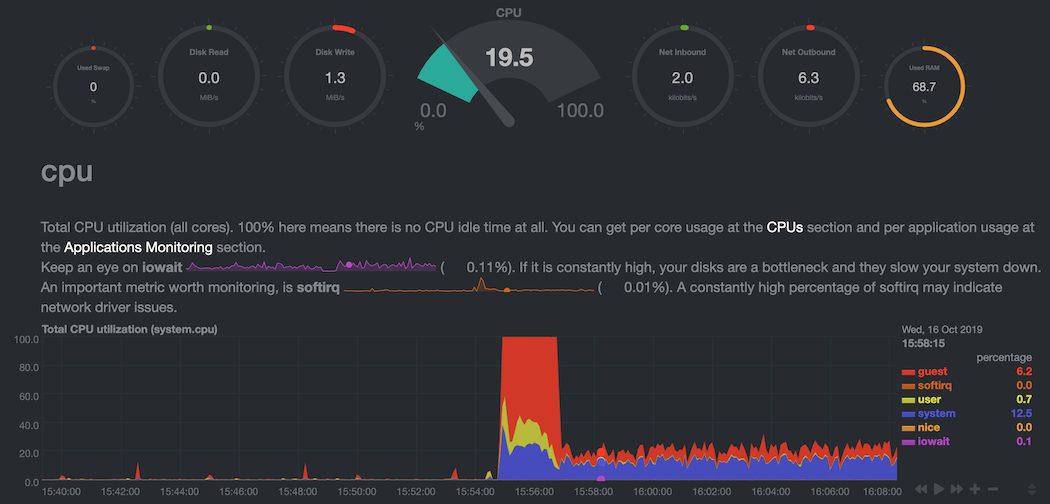 CPU
Used Swap
0
%
Disk Read
0.0
MiB/s
Disk Write
1.3
MiB/s
19.5
0.0
100.0
%
Net Inbound
2.0
kilobits/s
Net Outbound
6.3
kilobits/s
Used RAM
68.7
%
cpu
Total CPU utilization (all cores). 100% here means there is no CPU idle time at all. You can get per core usage at the CPUs section and per application usage at
the Applications Monitoring section.
Keep an eye on iowait ( 0.11%). If it is constantly high, your disks are a bottleneck and they slow your system down.
An important metric worth monitoring, is softirq ( 0.01%). A constantly high percentage of softirq may indicate
network driver issues.
Total CPU utilization (system.cpu)
100.0
80.0
60.0
40.0
20.0
0.0
15:40:00 15:42:00 15:44:00 15:46:00 15:48:00 15:50:00 15:52:00 15:54:00 15:56:00 15:58:00 16:00:00 16:02:00 16:04:00 16:06:00 16:08:00
Wed, 16 Oct 2019
15:58:15
percentage
guest 6.2
softirq 0.0
user 0.7
system 12.5
nice 0.0
iowait 0.1